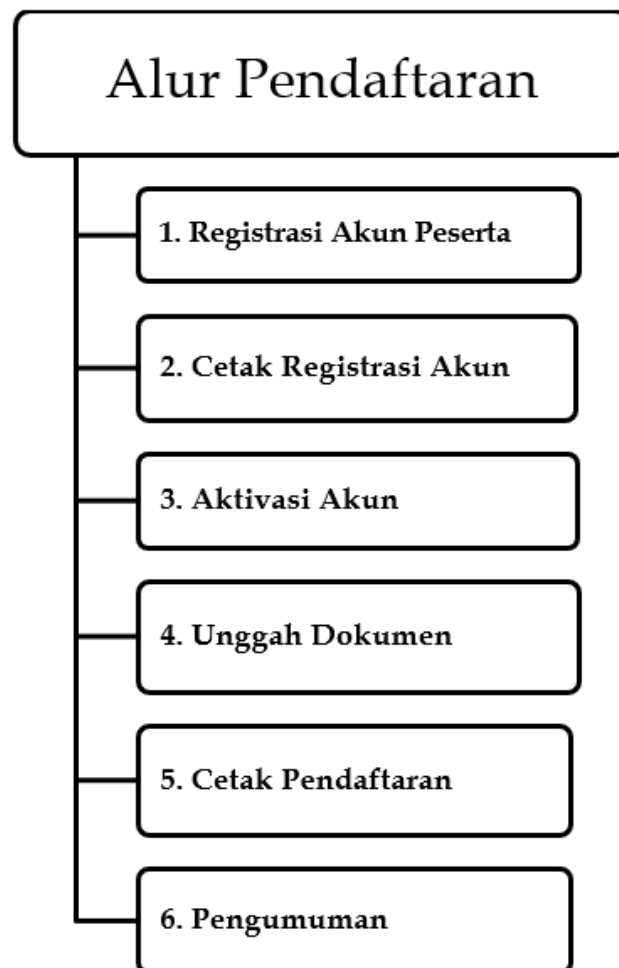 Alur Pendaftaran
1. Registrasi Akun Peserta
2. Cetak Registrasi Akun
3. Aktivasi Akun
4. Unggah Dokumen
5. Cetak Pendaftaran
6. Pengumuman